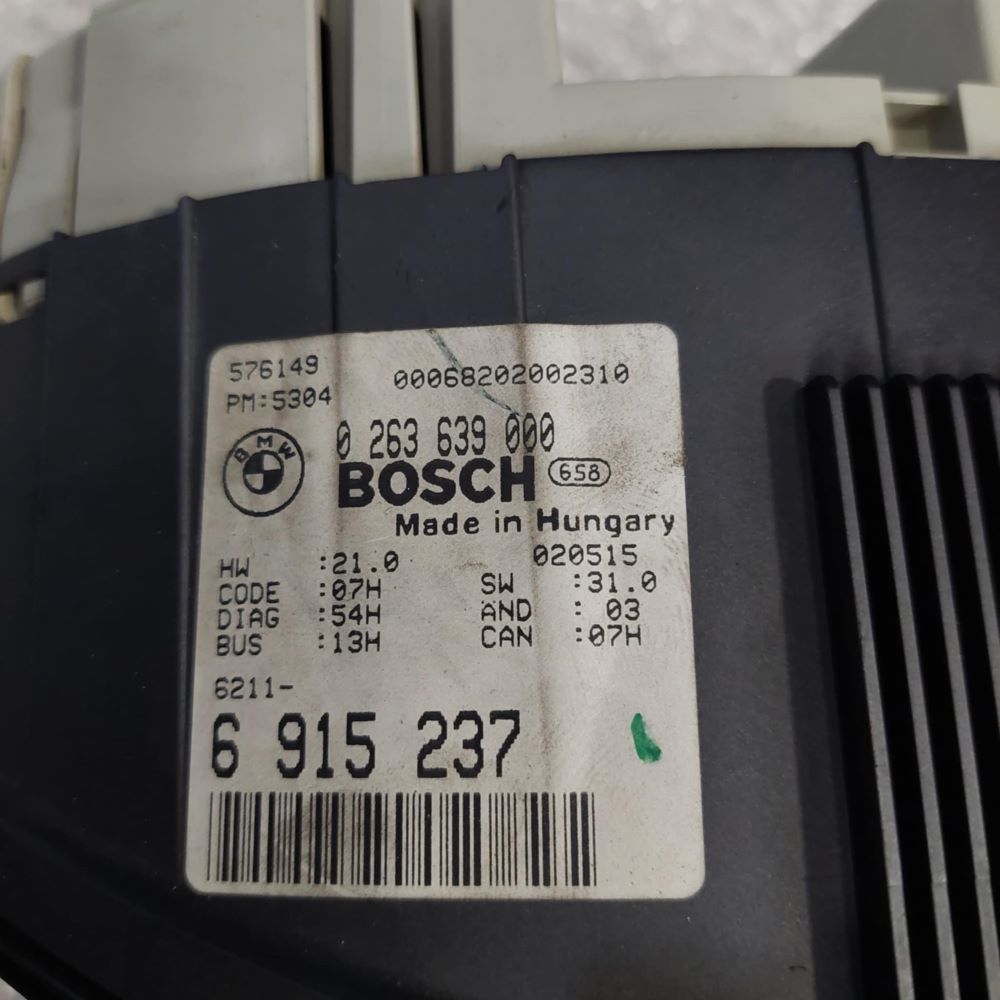 576149
00068202002310
PM:5304
0 263 639 000
BMW
BOSCH 658
Made in Hungary
020515
HW :21.0
CODE :07H SW :31.0
DIAG :54H AND : 03
BUS :13H CAN :07H
6211-
6 915 237